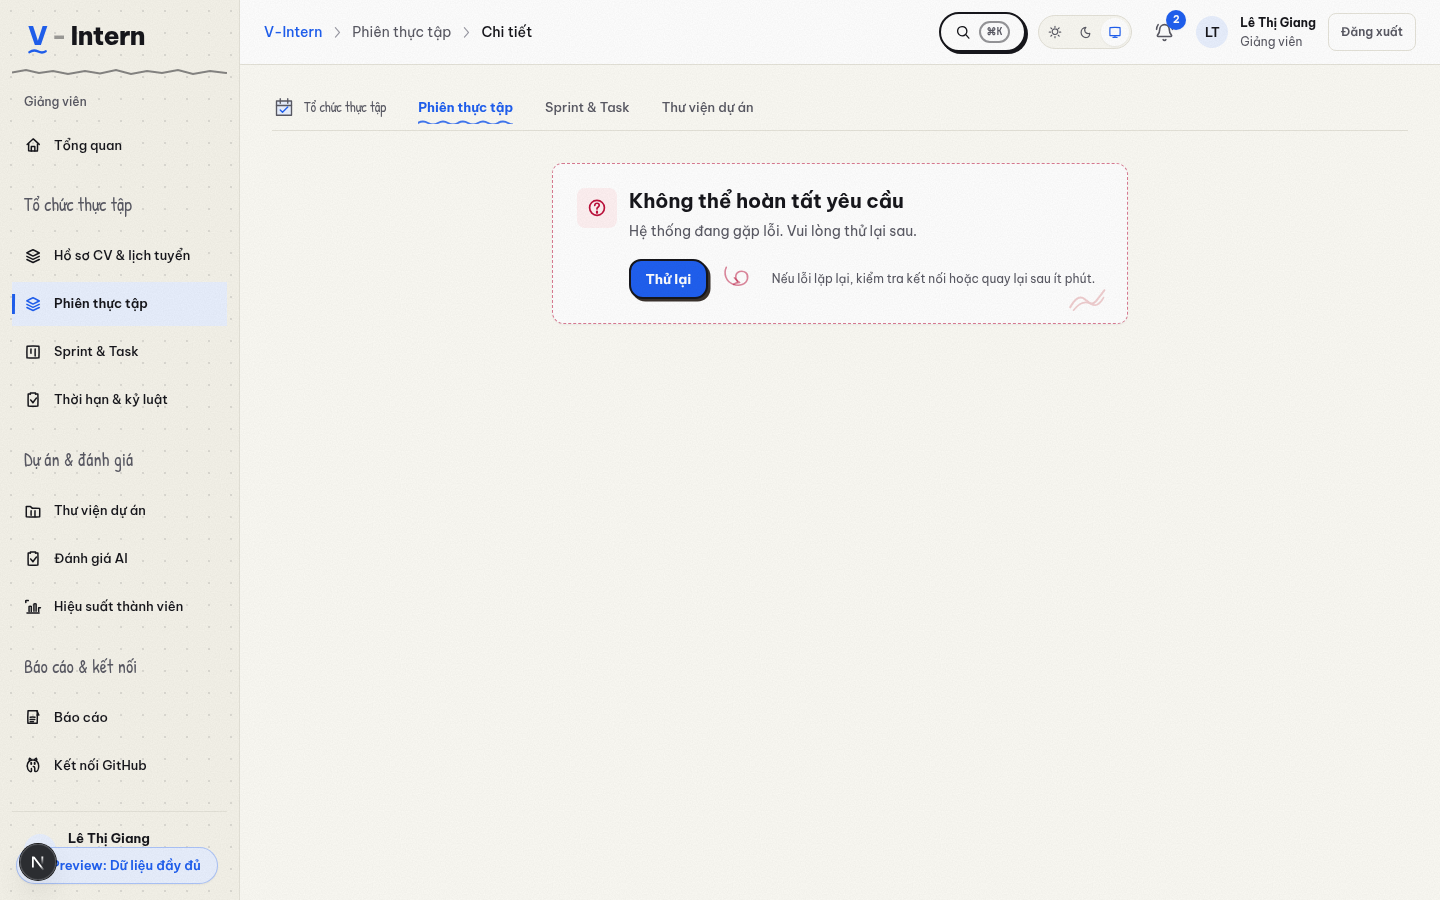 V - Intern
Giảng viên
Tổng quan
Tổ chức thực tập
Hồ sơ CV & lịch tuyển
Phiên thực tập
Sprint & Task
Thời hạn & kỷ luật
Dự án & đánh giá
Thư viện dự án
Đánh giá AI
Hiệu suất thành viên
Báo cáo & kết nối
Báo cáo
Kết nối GitHub
Lê Thị Giang
Preview: Dữ liệu đầy đủ
N
V-Intern > Phiên thực tập > Chi tiết
⌘K
2
LT
Lê Thị Giang
Giảng viên
Đăng xuất
Tổ chức thực tập
Phiên thực tập
Sprint & Task
Thư viện dự án
Không thể hoàn tất yêu cầu
Hệ thống đang gặp lỗi. Vui lòng thử lại sau.
Thử lại
Nếu lỗi lặp lại, kiểm tra kết nối hoặc quay lại sau ít phút.